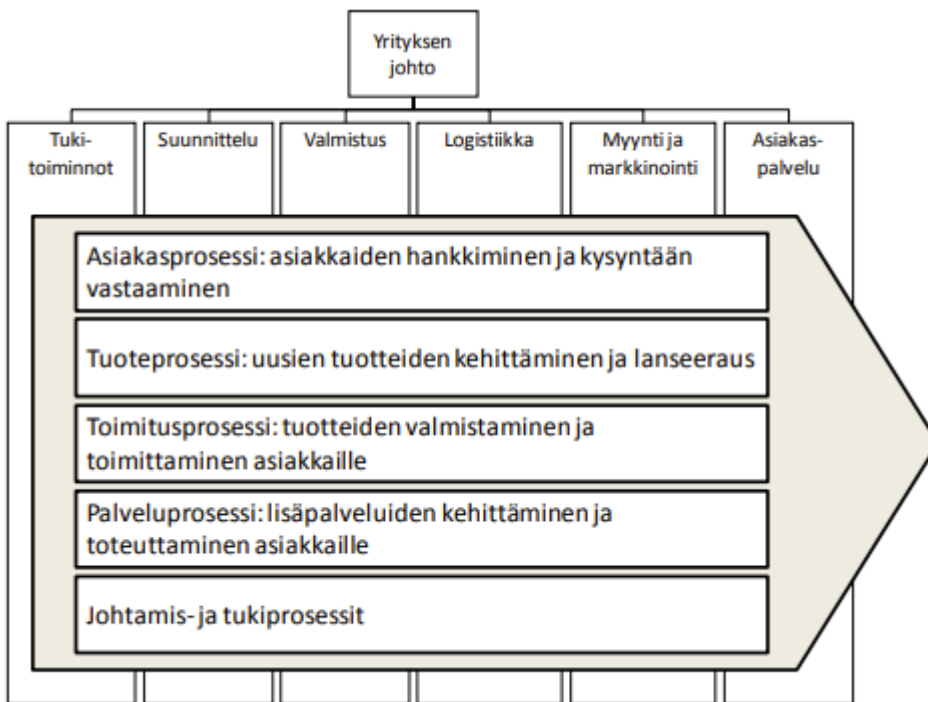 Yrityksen
johto
Tuki-
toiminnot
Suunnittelu
Valmistus
Logistiikka
Myynti ja
markkinointi
Asiakas-
palvelu
Asiakasprosessi: asiakkaiden hankkiminen ja kysyntään
vastaaminen
Tuoteprosessi: uusien tuotteiden kehittäminen ja lanseeraus
Toimitusprosessi: tuotteiden valmistaminen ja
toimittaminen asiakkaille
Palveluprosessi: lisäpalveluiden kehittäminen ja
toteuttaminen asiakkaille
Johtamis- ja tukiprosessit